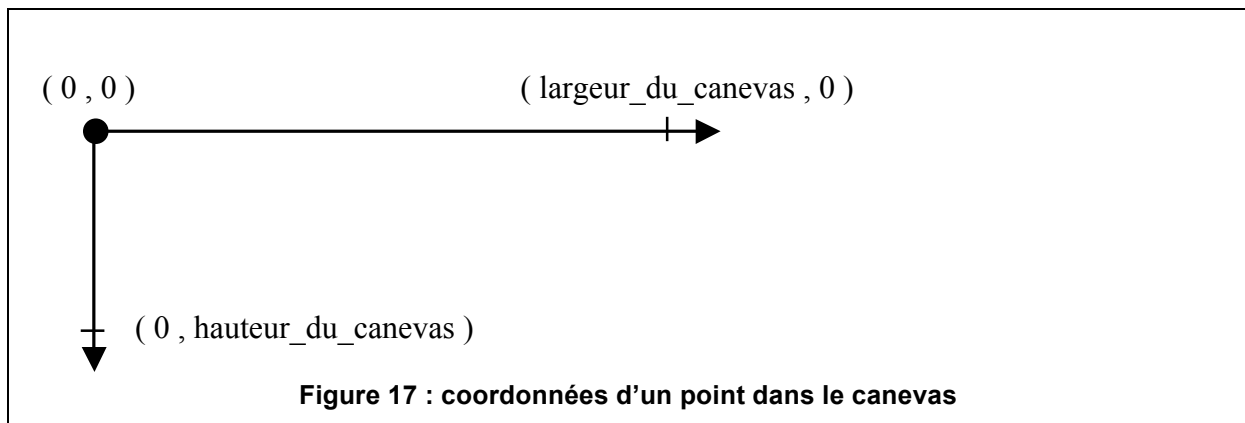 ( 0 , 0 )
( largeur_du_canevas , 0 )
( 0 , hauteur_du_canevas )
Figure 17 : coordonnées d’un point dans le canevas